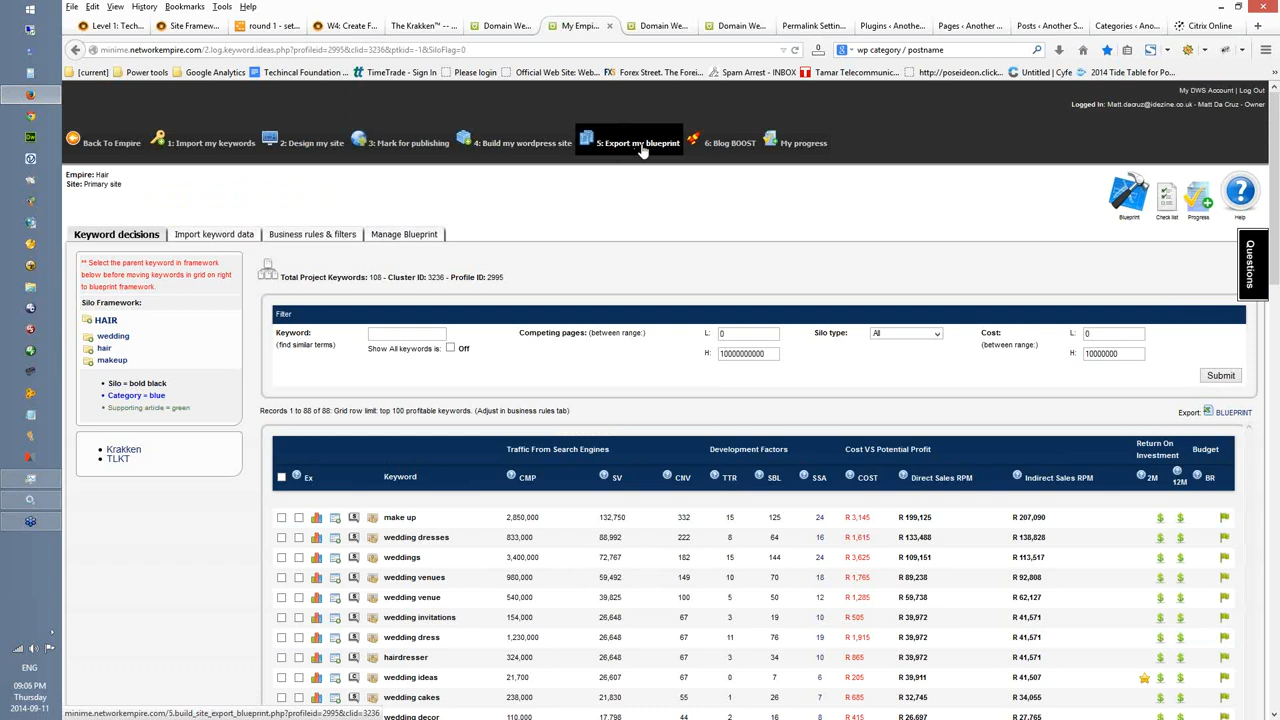 File Edit View History Bookmarks Tools Help
Level 1: Tech...
Site Framew...
round 1 - set...
W4: Create F...
The Krakken™ -...
Domain We...
My Empi...
Domain We...
Domain We...
Permalink Setting...
Plugins ‹ Another...
Pages ‹ Another ...
Posts ‹ Another S...
Categories ‹ Ano...
Citrix Online
minime.networkempire.com/2.log.keyword.ideas.php?profileid=2995&clid=3236&ptkid=-1&SiloFlag=0
wp category / postname
[current] Power tools Google Analytics Techincal Foundation ... TimeTrade - Sign In Please login Official Web Site: Web... Forex Street. The Forei... Spam Arrest - INBOX Tamar Telecommunic... http://poseidon.click... Untitled | Cyfe 2014 Tide Table for Po...
My DWS Account | Log Out
Logged In: Matt.dacruz@idezine.co.uk - Matt Da Cruz - Owner
Back To Empire 1: Import my keywords 2: Design my site 3: Mark for publishing 4: Build my wordpress site 5: Export my blueprint 6: Blog BOOST My progress
Empire: Hair
Site: Primary site
Blueprint Check list Progress Help
Questions
Keyword decisions Import keyword data Business rules & filters Manage Blueprint
** Select the parent keyword in framework
below before moving keywords in grid on right
to blueprint framework.
Silo Framework:
HAIR
wedding
hair
makeup
Silo = bold black
Category = blue
Supporting article = green
Krakken
TLKT
Total Project Keywords: 108 - Cluster ID: 3236 - Profile ID: 2995
Filter
Keyword: Competing pages: (between range:) L: 0 Silo type: All Cost: L: 0
(find similar terms) Show All keywords is: Off H: 10000000000 (between range:) H: 10000000
Submit
Records 1 to 88 of 88: Grid row limit: top 100 profitable keywords. (Adjust in business rules tab)
Export: BLUEPRINT
Traffic From Search Engines Development Factors Cost VS Potential Profit Return On Investment Budget
Ex Keyword CMP SV CNV TTR SBL SSA COST Direct Sales RPM Indirect Sales RPM 2M 12M BR
make up 2,850,000 132,750 332 15 125 24 R 3,145 R 199,125 R 207,090
wedding dresses 833,000 88,992 222 8 64 16 R 1,615 R 133,488 R 138,828
weddings 3,400,000 72,767 182 15 144 24 R 3,625 R 109,151 R 113,517
wedding venues 980,000 59,492 149 10 70 18 R 1,765 R 89,238 R 92,808
wedding venue 540,000 39,825 100 5 50 12 R 1,285 R 59,738 R 62,127
wedding invitations 140,000 26,648 67 3 19 10 R 505 R 39,972 R 41,571
wedding dress 1,230,000 26,648 67 11 76 19 R 1,915 R 39,972 R 41,571
hairdresser 324,000 26,648 67 3 34 10 R 865 R 39,972 R 41,571
wedding ideas 21,700 26,607 67 0 7 6 R 205 R 39,911 R 41,507
wedding cakes 238,000 21,830 55 1 26 7 R 685 R 32,745 R 34,055
wedding decor 110,000 17,798 44 2 16 8 R 415 R 26,697 R 27,765
minime.networkempire.com/5.build_site_export_blueprint.php?profileid=2995&clid=3236
ENG
09:06 PM
Thursday
2014-09-11